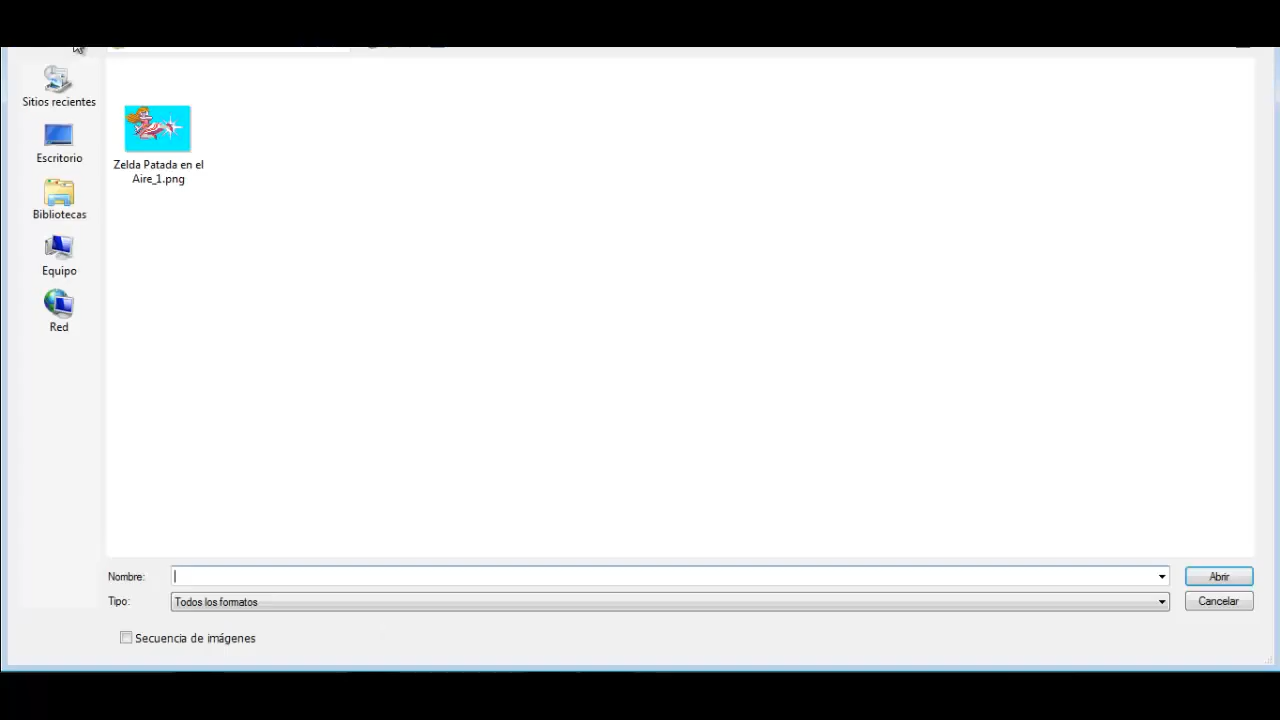 Sitios recientes
Escritorio
Bibliotecas
Equipo
Red
Zelda Patada en el
Aire_1.png
Nombre:
Abrir
Tipo: Todos los formatos
Cancelar
Secuencia de imágenes